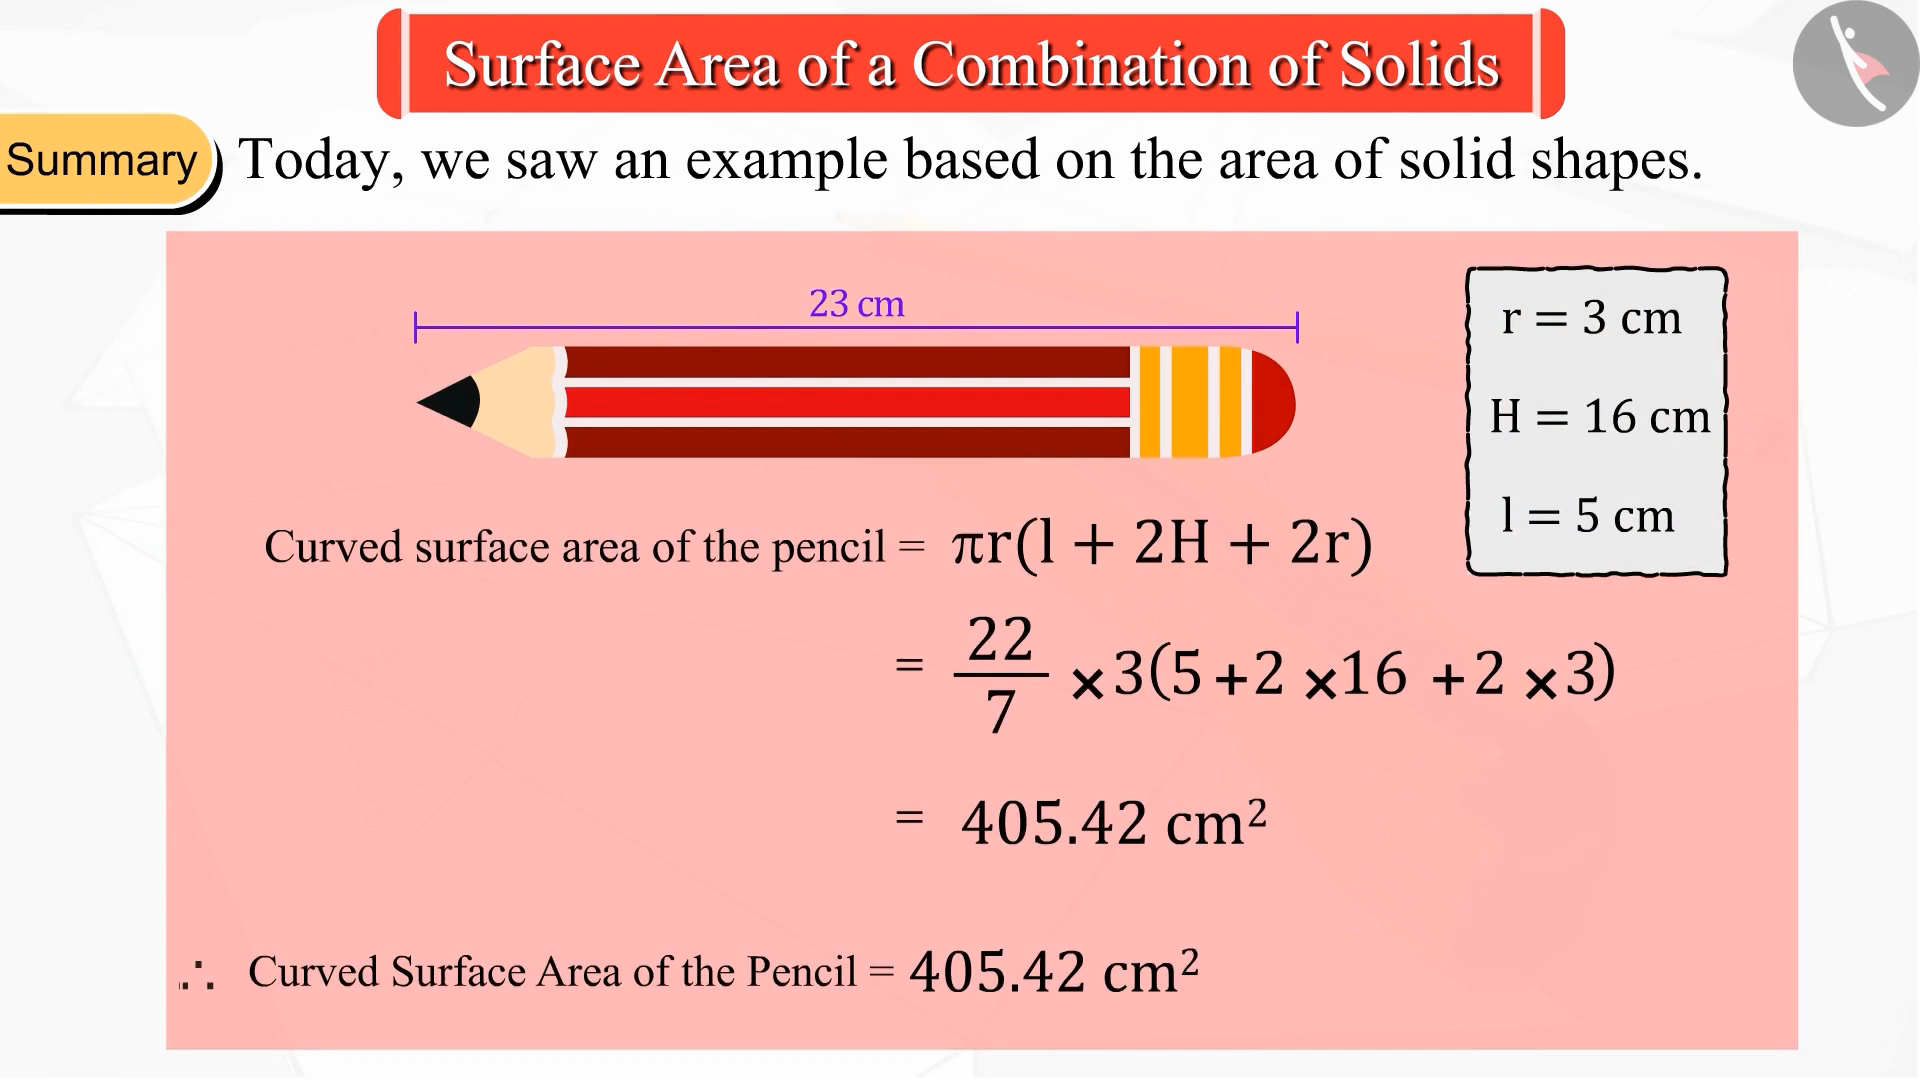 Surface Area of a Combination of Solids
Summary
Today, we saw an example based on the area of solid shapes.
23 cm
r = 3 cm
H = 16 cm
l = 5 cm
Curved surface area of the pencil = πr(l + 2H + 2r)
= 22/7 ×3(5 +2 ×16 +2 ×3)
= 405.42 cm²
∴ Curved Surface Area of the Pencil = 405.42 cm²